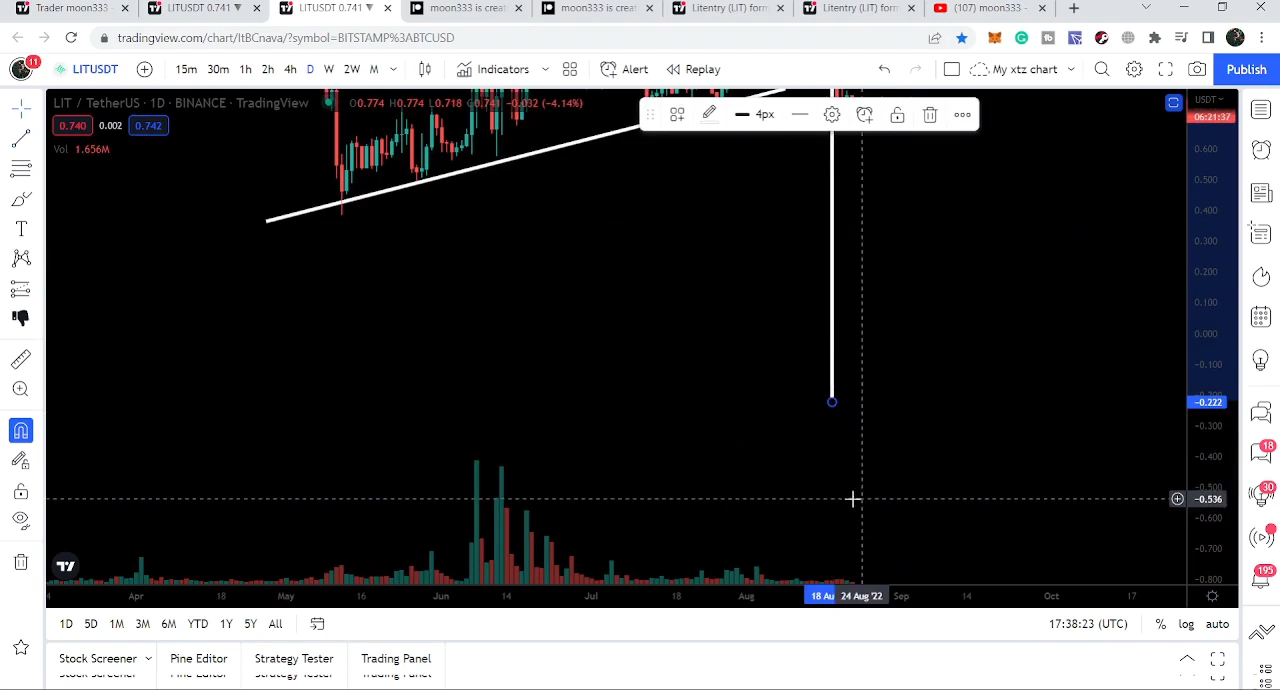 Trader moon333
LITUSDT 0.741 ▼
LITUSDT 0.741 ▼
moon333 is creat
moon333 is creat
Litentry (LIT) form
Litentry (LIT) form
(107) moon333 -
tradingview.com/chart/ItBCnava/?symbol=BITSTAMP%3ABTCUSD
11
LITUSDT
15m 30m 1h 2h 4h D W 2W M
Indicators
Alert
Replay
My xtz chart
Publish
LIT / TetherUS · 1D · BINANCE · TradingView
O0.774 H0.774 L0.718 C0.741 −0.032 (−4.14%)
4px
USDT
06:21:37
0.740
0.002
0.742
Vol 1.656M
0.600
0.500
0.400
0.300
0.200
0.100
0.000
−0.100
−0.222
−0.300
−0.400
−0.536
−0.600
−0.700
−0.800
18
30
195
Apr 18 May 16 Jun 14 Jul 18 Aug 18 Au 24 Aug '22 Sep 14 Oct 17
1D 5D 1M 3M 6M YTD 1Y 5Y All
17:38:23 (UTC)
% log auto
Stock Screener
Pine Editor
Strategy Tester
Trading Panel